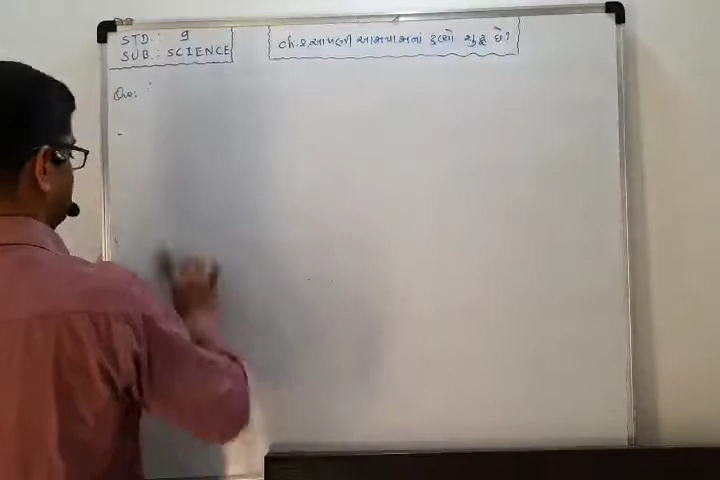 STD. : 9
SUB. : SCIENCE
Ch. 2. આપણી આસપાસનાં દ્રવ્યો શુદ્ધ છે?
Que: